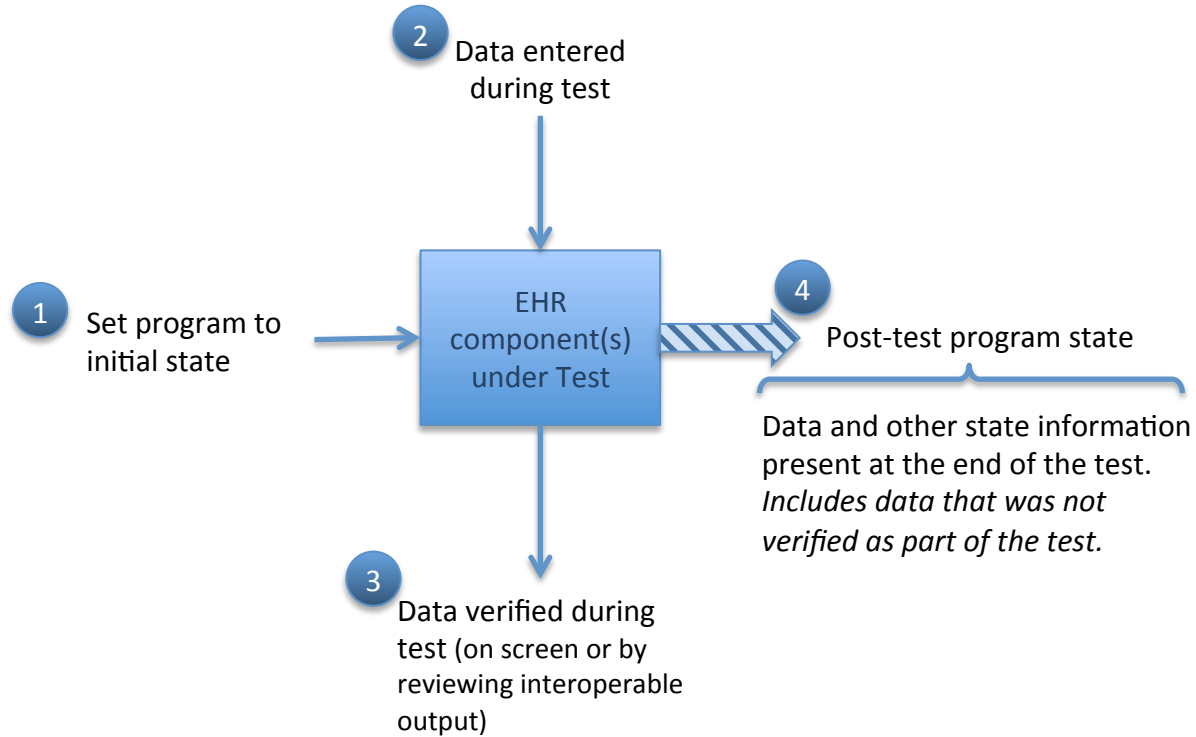 2
Data entered
during test
1
Set program to
initial state
EHR
component(s)
under Test
4
Post-test program state
Data and other state information
present at the end of the test.
Includes data that was not
verified as part of the test.
3
Data verified during
test (on screen or by
reviewing interoperable
output)